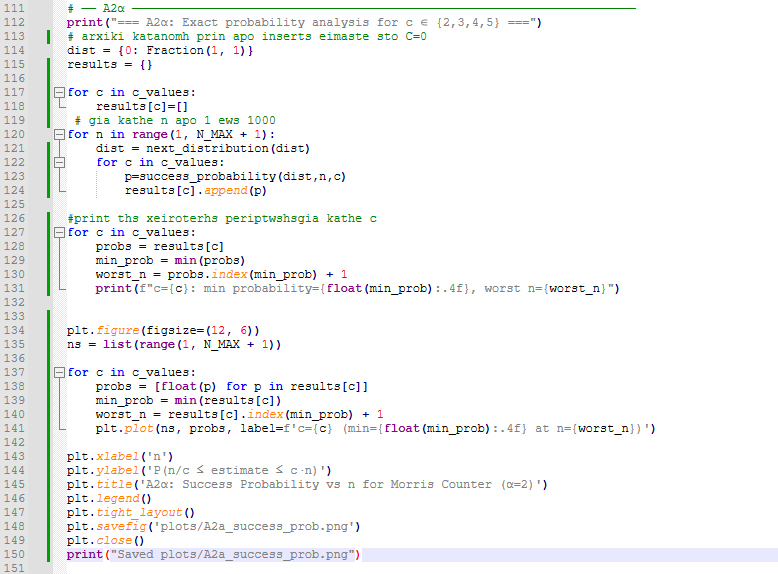 111 # — A2α ————————————————————————————————
112 print("=== A2α: Exact probability analysis for c ∈ {2,3,4,5} ===")
113 # arxiki katanomh prin apo inserts eimaste sto C=0
114 dist = {0: Fraction(1, 1)}
115 results = {}
116
117 for c in c_values:
118     results[c]=[]
119  # gia kathe n apo 1 ews 1000
120 for n in range(1, N_MAX + 1):
121     dist = next_distribution(dist)
122     for c in c_values:
123         p=success_probability(dist,n,c)
124         results[c].append(p)
125
126 #print ths xeiroterhs periptwshsgia kathe c
127 for c in c_values:
128     probs = results[c]
129     min_prob = min(probs)
130     worst_n = probs.index(min_prob) + 1
131     print(f"c={c}: min probability={float(min_prob):.4f}, worst n={worst_n}")
132
133
134 plt.figure(figsize=(12, 6))
135 ns = list(range(1, N_MAX + 1))
136
137 for c in c_values:
138     probs = [float(p) for p in results[c]]
139     min_prob = min(results[c])
140     worst_n = results[c].index(min_prob) + 1
141     plt.plot(ns, probs, label=f'c={c} (min={float(min_prob):.4f} at n={worst_n})')
142
143 plt.xlabel('n')
144 plt.ylabel('P(n/c ≤ estimate ≤ c·n)')
145 plt.title('A2α: Success Probability vs n for Morris Counter (α=2)')
146 plt.legend()
147 plt.tight_layout()
148 plt.savefig('plots/A2a_success_prob.png')
149 plt.close()
150 print("Saved plots/A2a_success_prob.png")
151